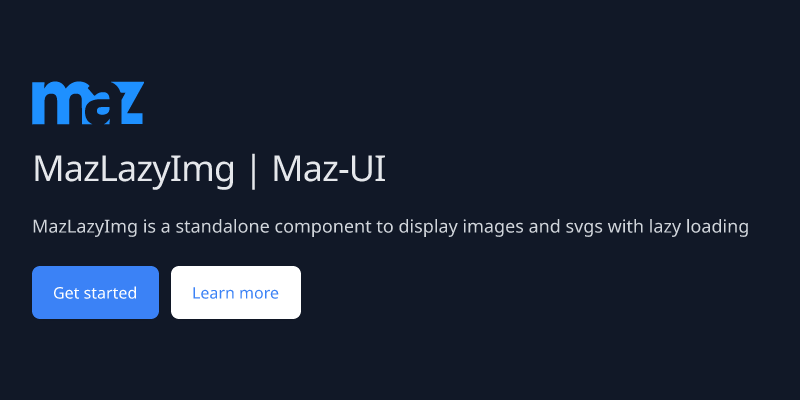 maz
MazLazyImg | Maz-UI
MazLazyImg is a standalone component to display images and svgs with lazy loading
Get started
Learn more